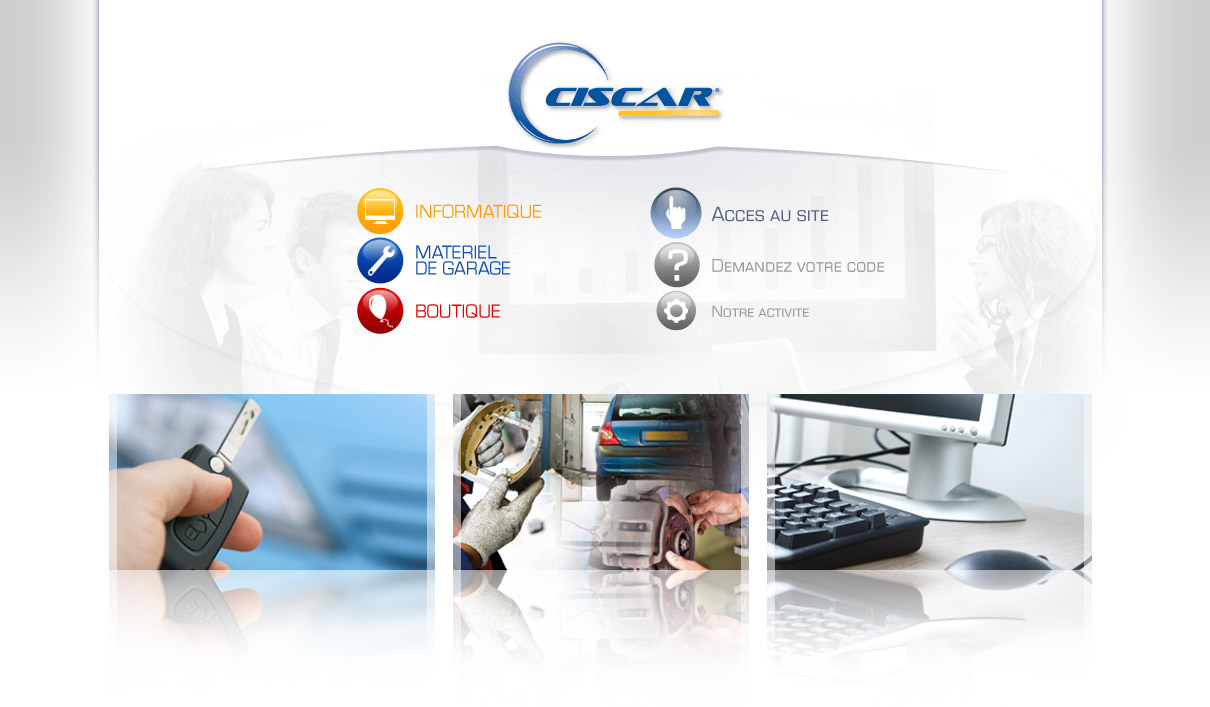 CISCAR®
INFORMATIQUE
MATERIEL
DE GARAGE
BOUTIQUE
ACCES AU SITE
DEMANDEZ VOTRE CODE
NOTRE ACTIVITE